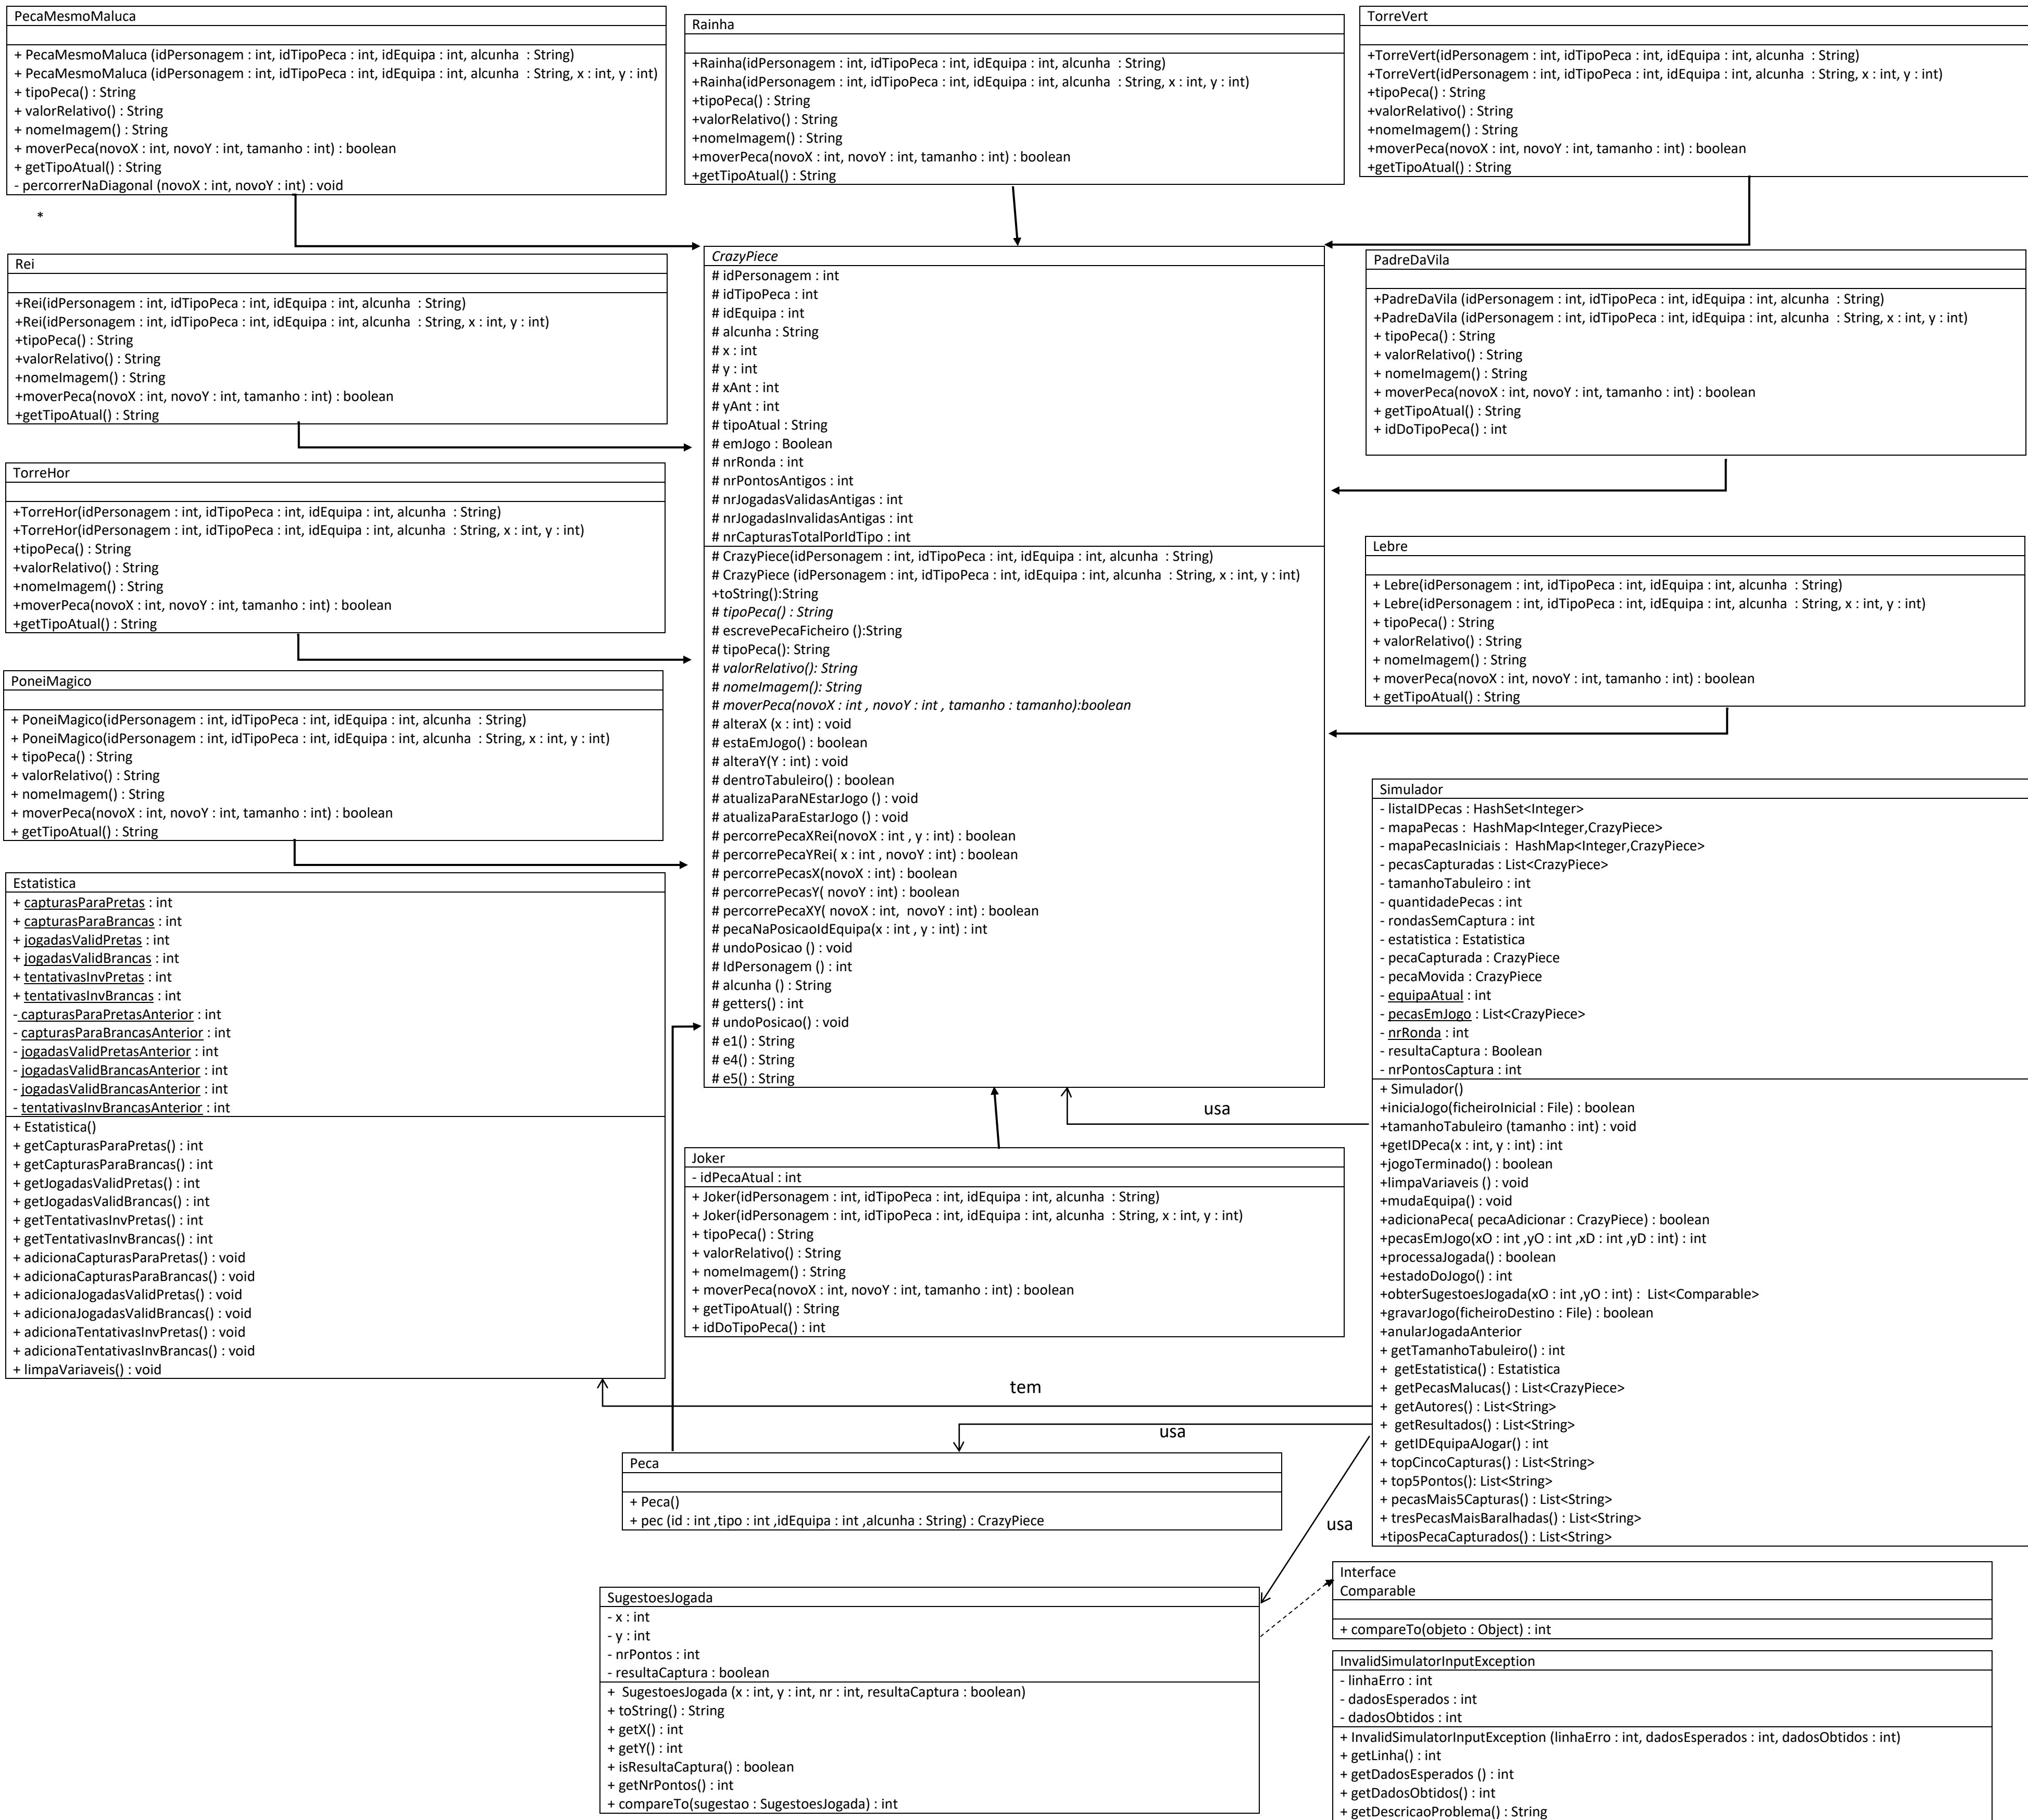 PecaMesmoMaluca
+ PecaMesmoMaluca (idPersonagem : int, idTipoPeca : int, idEquipa : int, alcunha : String)
+ PecaMesmoMaluca (idPersonagem : int, idTipoPeca : int, idEquipa : int, alcunha : String, x : int, y : int)
+ tipoPeca() : String
+ valorRelativo() : String
+ nomeImagem() : String
+ moverPeca(novoX : int, novoY : int, tamanho : int) : boolean
+ getTipoAtual() : String
- percorrerNaDiagonal (novoX : int, novoY : int) : void
*
Rainha
+Rainha(idPersonagem : int, idTipoPeca : int, idEquipa : int, alcunha : String)
+Rainha(idPersonagem : int, idTipoPeca : int, idEquipa : int, alcunha : String, x : int, y : int)
+tipoPeca() : String
+valorRelativo() : String
+nomeImagem() : String
+moverPeca(novoX : int, novoY : int, tamanho : int) : boolean
+getTipoAtual() : String
TorreVert
+TorreVert(idPersonagem : int, idTipoPeca : int, idEquipa : int, alcunha : String)
+TorreVert(idPersonagem : int, idTipoPeca : int, idEquipa : int, alcunha : String, x : int, y : int)
+tipoPeca() : String
+valorRelativo() : String
+nomeImagem() : String
+moverPeca(novoX : int, novoY : int, tamanho : int) : boolean
+getTipoAtual() : String
Rei
+Rei(idPersonagem : int, idTipoPeca : int, idEquipa : int, alcunha : String)
+Rei(idPersonagem : int, idTipoPeca : int, idEquipa : int, alcunha : String, x : int, y : int)
+tipoPeca() : String
+valorRelativo() : String
+nomeImagem() : String
+moverPeca(novoX : int, novoY : int, tamanho : int) : boolean
+getTipoAtual() : String
TorreHor
+TorreHor(idPersonagem : int, idTipoPeca : int, idEquipa : int, alcunha : String)
+TorreHor(idPersonagem : int, idTipoPeca : int, idEquipa : int, alcunha : String, x : int, y : int)
+tipoPeca() : String
+valorRelativo() : String
+nomeImagem() : String
+moverPeca(novoX : int, novoY : int, tamanho : int) : boolean
+getTipoAtual() : String
PoneiMagico
+ PoneiMagico(idPersonagem : int, idTipoPeca : int, idEquipa : int, alcunha : String)
+ PoneiMagico(idPersonagem : int, idTipoPeca : int, idEquipa : int, alcunha : String, x : int, y : int)
+ tipoPeca() : String
+ valorRelativo() : String
+ nomeImagem() : String
+ moverPeca(novoX : int, novoY : int, tamanho : int) : boolean
+ getTipoAtual() : String
Estatistica
+ capturasParaPretas : int
+ capturasParaBrancas : int
+ jogadasValidPretas : int
+ jogadasValidBrancas : int
+ tentativasInvPretas : int
+ tentativasInvBrancas : int
- capturasParaPretasAnterior : int
- capturasParaBrancasAnterior : int
- jogadasValidPretasAnterior : int
- jogadasValidBrancasAnterior : int
- jogadasValidBrancasAnterior : int
- tentativasInvBrancasAnterior : int
+ Estatistica()
+ getCapturasParaPretas() : int
+ getCapturasParaBrancas() : int
+ getJogadasValidPretas() : int
+ getJogadasValidBrancas() : int
+ getTentativasInvPretas() : int
+ getTentativasInvBrancas() : int
+ adicionaCapturasParaPretas() : void
+ adicionaCapturasParaBrancas() : void
+ adicionaJogadasValidPretas() : void
+ adicionaJogadasValidBrancas() : void
+ adicionaTentativasInvPretas() : void
+ adicionaTentativasInvBrancas() : void
+ limpaVariaveis() : void
CrazyPiece
# idPersonagem : int
# idTipoPeca : int
# idEquipa : int
# alcunha : String
# x : int
# y : int
# xAnt : int
# yAnt : int
# tipoAtual : String
# emJogo : Boolean
# nrRonda : int
# nrPontosAntigos : int
# nrJogadasValidasAntigas : int
# nrJogadasInvalidasAntigas : int
# nrCapturasTotalPorIdTipo : int
# CrazyPiece(idPersonagem : int, idTipoPeca : int, idEquipa : int, alcunha : String)
# CrazyPiece (idPersonagem : int, idTipoPeca : int, idEquipa : int, alcunha : String, x : int, y : int)
+toString():String
# tipoPeca() : String
# escrevePecaFicheiro ():String
# tipoPeca(): String
# valorRelativo(): String
# nomeImagem(): String
# moverPeca(novoX : int , novoY : int , tamanho : tamanho):boolean
# alteraX (x : int) : void
# estaEmJogo() : boolean
# alteraY(Y : int) : void
# dentroTabuleiro() : boolean
# atualizaParaNEstarJogo () : void
# atualizaParaEstarJogo () : void
# percorrePecaXRei(novoX : int , y : int) : boolean
# percorrePecaYRei( x : int , novoY : int) : boolean
# percorrePecasX(novoX : int) : boolean
# percorrePecasY( novoY : int) : boolean
# percorrePecaXY( novoX : int, novoY : int) : boolean
# pecaNaPosicaoIdEquipa(x : int , y : int) : int
# undoPosicao () : void
# IdPersonagem () : int
# alcunha () : String
# getters() : int
# undoPosicao() : void
# e1() : String
# e4() : String
# e5() : String
PadreDaVila
+PadreDaVila (idPersonagem : int, idTipoPeca : int, idEquipa : int, alcunha : String)
+PadreDaVila (idPersonagem : int, idTipoPeca : int, idEquipa : int, alcunha : String, x : int, y : int)
+ tipoPeca() : String
+ valorRelativo() : String
+ nomeImagem() : String
+ moverPeca(novoX : int, novoY : int, tamanho : int) : boolean
+ getTipoAtual() : String
+ idDoTipoPeca() : int
Lebre
+ Lebre(idPersonagem : int, idTipoPeca : int, idEquipa : int, alcunha : String)
+ Lebre(idPersonagem : int, idTipoPeca : int, idEquipa : int, alcunha : String, x : int, y : int)
+ tipoPeca() : String
+ valorRelativo() : String
+ nomeImagem() : String
+ moverPeca(novoX : int, novoY : int, tamanho : int) : boolean
+ getTipoAtual() : String
Simulador
- listaIDPecas : HashSet<Integer>
- mapaPecas : HashMap<Integer,CrazyPiece>
- mapaPecasIniciais : HashMap<Integer,CrazyPiece>
- pecasCapturadas : List<CrazyPiece>
- tamanhoTabuleiro : int
- quantidadePecas : int
- rondasSemCaptura : int
- estatistica : Estatistica
- pecaCapturada : CrazyPiece
- pecaMovida : CrazyPiece
- equipaAtual : int
- pecasEmJogo : List<CrazyPiece>
- nrRonda : int
- resultaCaptura : Boolean
- nrPontosCaptura : int
+ Simulador()
+iniciaJogo(ficheiroInicial : File) : boolean
+tamanhoTabuleiro (tamanho : int) : void
+getIDPeca(x : int, y : int) : int
+jogoTerminado() : boolean
+limpaVariaveis () : void
+mudaEquipa() : void
+adicionaPeca( pecaAdicionar : CrazyPiece) : boolean
+pecasEmJogo(xO : int ,yO : int ,xD : int ,yD : int) : int
+processaJogada() : boolean
+estadoDoJogo() : int
+obterSugestoesJogada(xO : int ,yO : int) : List<Comparable>
+gravarJogo(ficheiroDestino : File) : boolean
+anularJogadaAnterior
+ getTamanhoTabuleiro() : int
+ getEstatistica() : Estatistica
+ getPecasMalucas() : List<CrazyPiece>
+ getAutores() : List<String>
+ getResultados() : List<String>
+ getIDEquipaAJogar() : int
+ topCincoCapturas() : List<String>
+ top5Pontos(): List<String>
+ pecasMais5Capturas() : List<String>
+ tresPecasMaisBaralhadas() : List<String>
+tiposPecaCapturados() : List<String>
usa
Joker
- idPecaAtual : int
+ Joker(idPersonagem : int, idTipoPeca : int, idEquipa : int, alcunha : String)
+ Joker(idPersonagem : int, idTipoPeca : int, idEquipa : int, alcunha : String, x : int, y : int)
+ tipoPeca() : String
+ valorRelativo() : String
+ nomeImagem() : String
+ moverPeca(novoX : int, novoY : int, tamanho : int) : boolean
+ getTipoAtual() : String
+ idDoTipoPeca() : int
tem
usa
Peca
+ Peca()
+ pec (id : int ,tipo : int ,idEquipa : int ,alcunha : String) : CrazyPiece
usa
SugestoesJogada
- x : int
- y : int
- nrPontos : int
- resultaCaptura : boolean
+ SugestoesJogada (x : int, y : int, nr : int, resultaCaptura : boolean)
+ toString() : String
+ getX() : int
+ getY() : int
+ isResultaCaptura() : boolean
+ getNrPontos() : int
+ compareTo(sugestao : SugestoesJogada) : int
Interface
Comparable
+ compareTo(objeto : Object) : int
InvalidSimulatorInputException
- linhaErro : int
- dadosEsperados : int
- dadosObtidos : int
+ InvalidSimulatorInputException (linhaErro : int, dadosEsperados : int, dadosObtidos : int)
+ getLinha() : int
+ getDadosEsperados () : int
+ getDadosObtidos() : int
+ getDescricaoProblema() : String